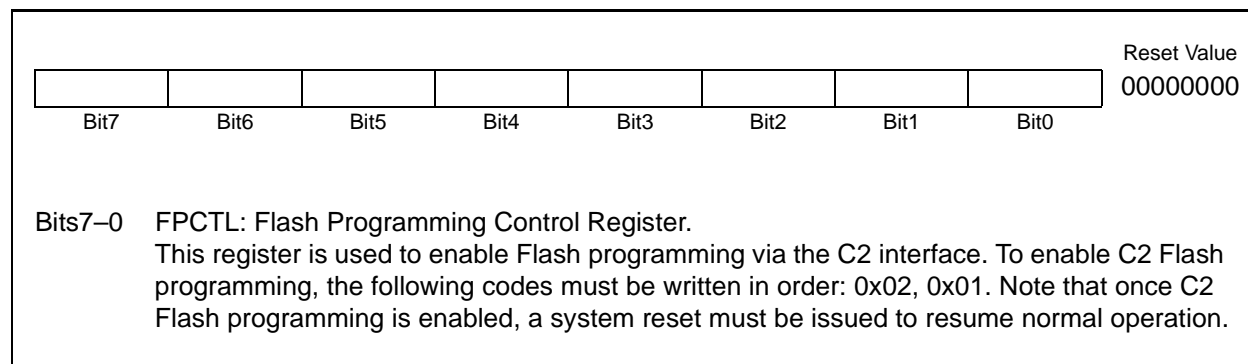 Reset Value
00000000
Bit7 Bit6 Bit5 Bit4 Bit3 Bit2 Bit1 Bit0
Bits7–0 FPCTL: Flash Programming Control Register.
This register is used to enable Flash programming via the C2 interface. To enable C2 Flash
programming, the following codes must be written in order: 0x02, 0x01. Note that once C2
Flash programming is enabled, a system reset must be issued to resume normal operation.